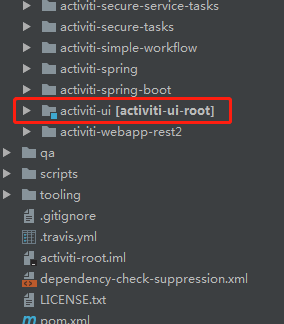 activiti-secure-service-tasks
activiti-secure-tasks
activiti-simple-workflow
activiti-spring
activiti-spring-boot
activiti-ui [activiti-ui-root]
activiti-webapp-rest2
qa
scripts
tooling
.gitignore
.travis.yml
activiti-root.iml
dependency-check-suppression.xml
LICENSE.txt
pom.xml